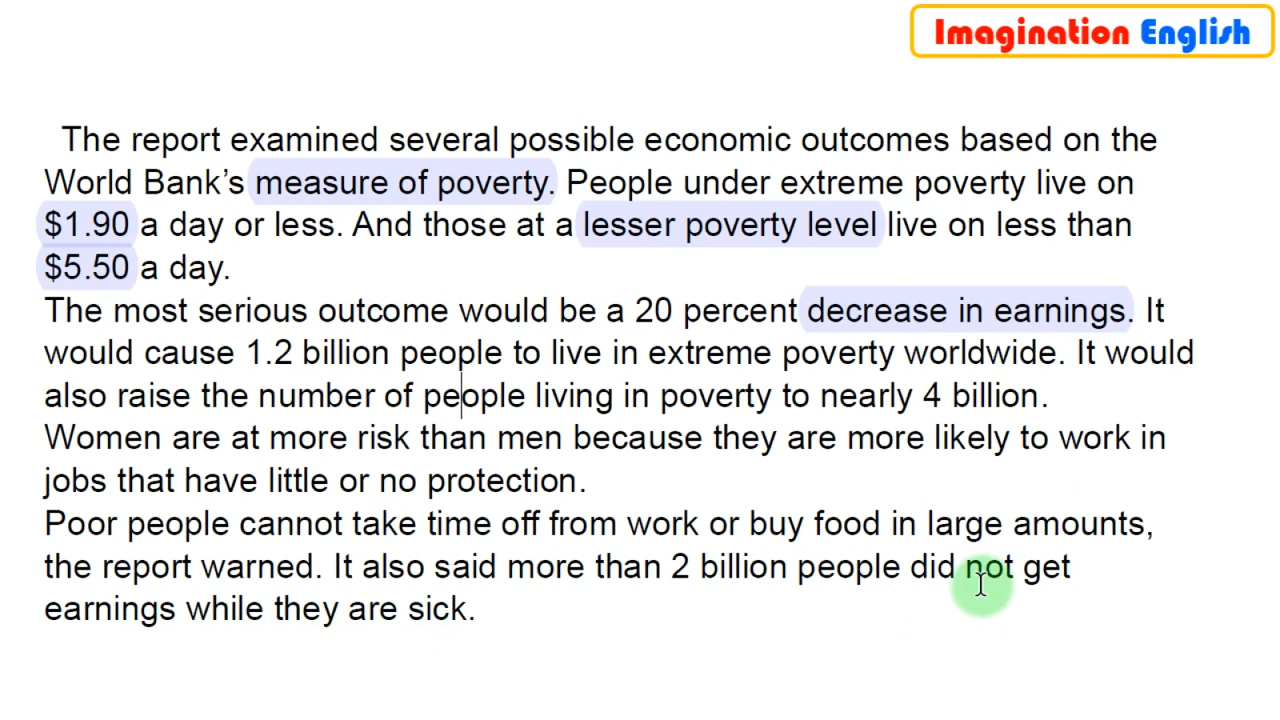 Imagination English
The report examined several possible economic outcomes based on the
World Bank’s measure of poverty. People under extreme poverty live on
$1.90 a day or less. And those at a lesser poverty level live on less than
$5.50 a day.
The most serious outcome would be a 20 percent decrease in earnings. It
would cause 1.2 billion people to live in extreme poverty worldwide. It would
also raise the number of people living in poverty to nearly 4 billion.
Women are at more risk than men because they are more likely to work in
jobs that have little or no protection.
Poor people cannot take time off from work or buy food in large amounts,
the report warned. It also said more than 2 billion people did not get
earnings while they are sick.